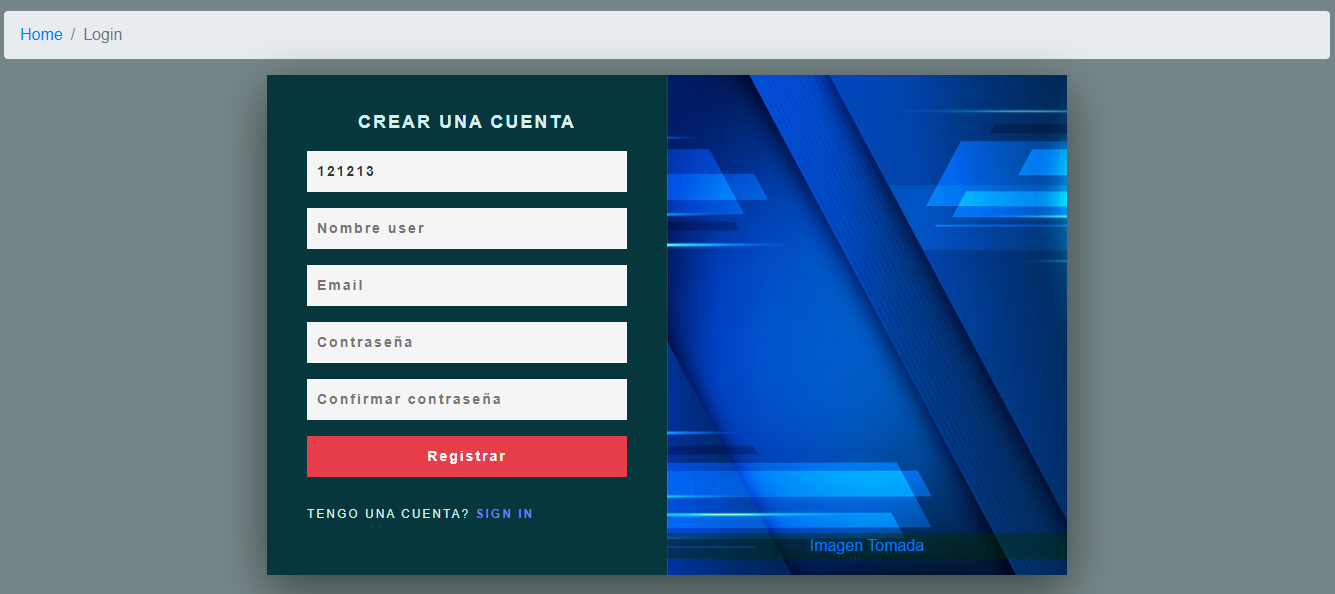 Home / Login
CREAR UNA CUENTA
121213
Nombre user
Email
Contraseña
Confirmar contraseña
Registrar
TENGO UNA CUENTA? SIGN IN
Imagen Tomada